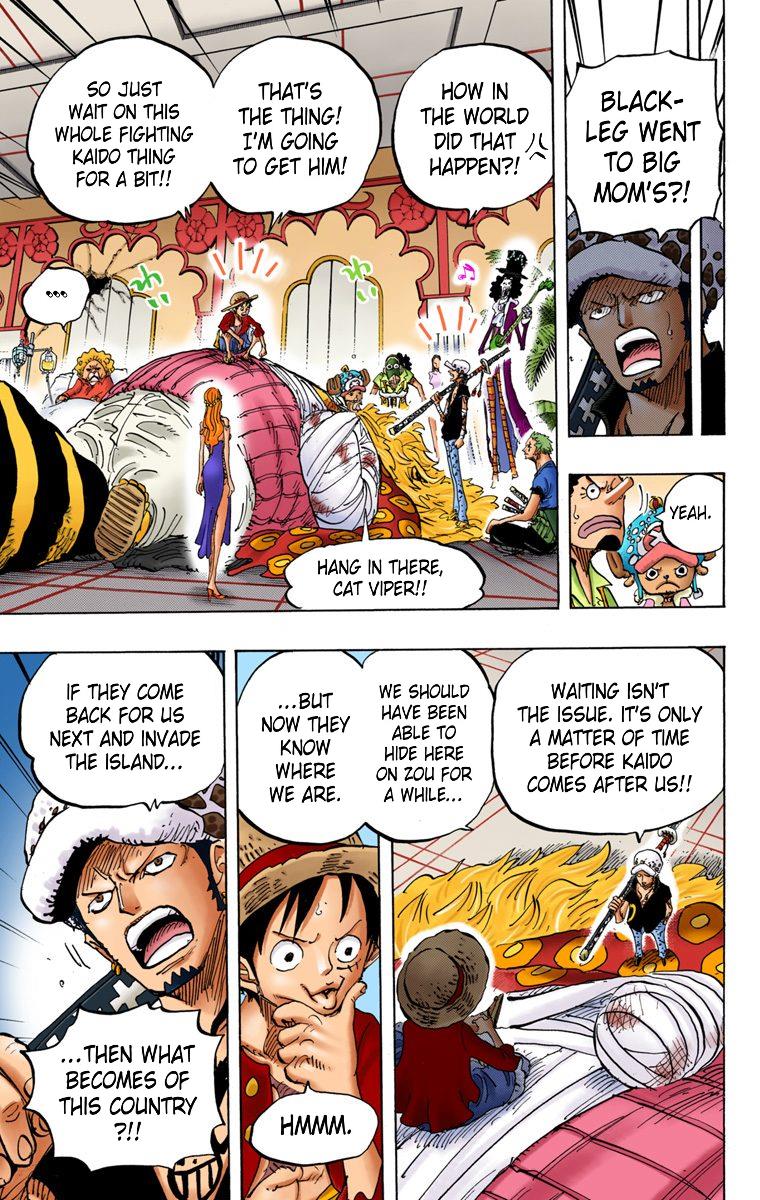 BLACK-
LEG WENT
TO BIG
MOM'S?!
HOW IN
THE WORLD
DID THAT
HAPPEN?!
THAT'S
THE THING!
I'M GOING
TO GET HIM!
SO JUST
WAIT ON THIS
WHOLE FIGHTING
KAIDO THING
FOR A BIT!!
HANG IN THERE,
CAT VIPER!!
YEAH.
WAITING ISN'T
THE ISSUE. IT'S ONLY
A MATTER OF TIME
BEFORE KAIDO
COMES AFTER US!!
WE SHOULD
HAVE BEEN
ABLE TO
HIDE HERE
ON ZOU FOR
A WHILE...
...BUT
NOW THEY
KNOW
WHERE
WE ARE.
HMMM.
IF THEY COME
BACK FOR US
NEXT AND INVADE
THE ISLAND...
...THEN WHAT
BECOMES OF
THIS COUNTRY
?!!